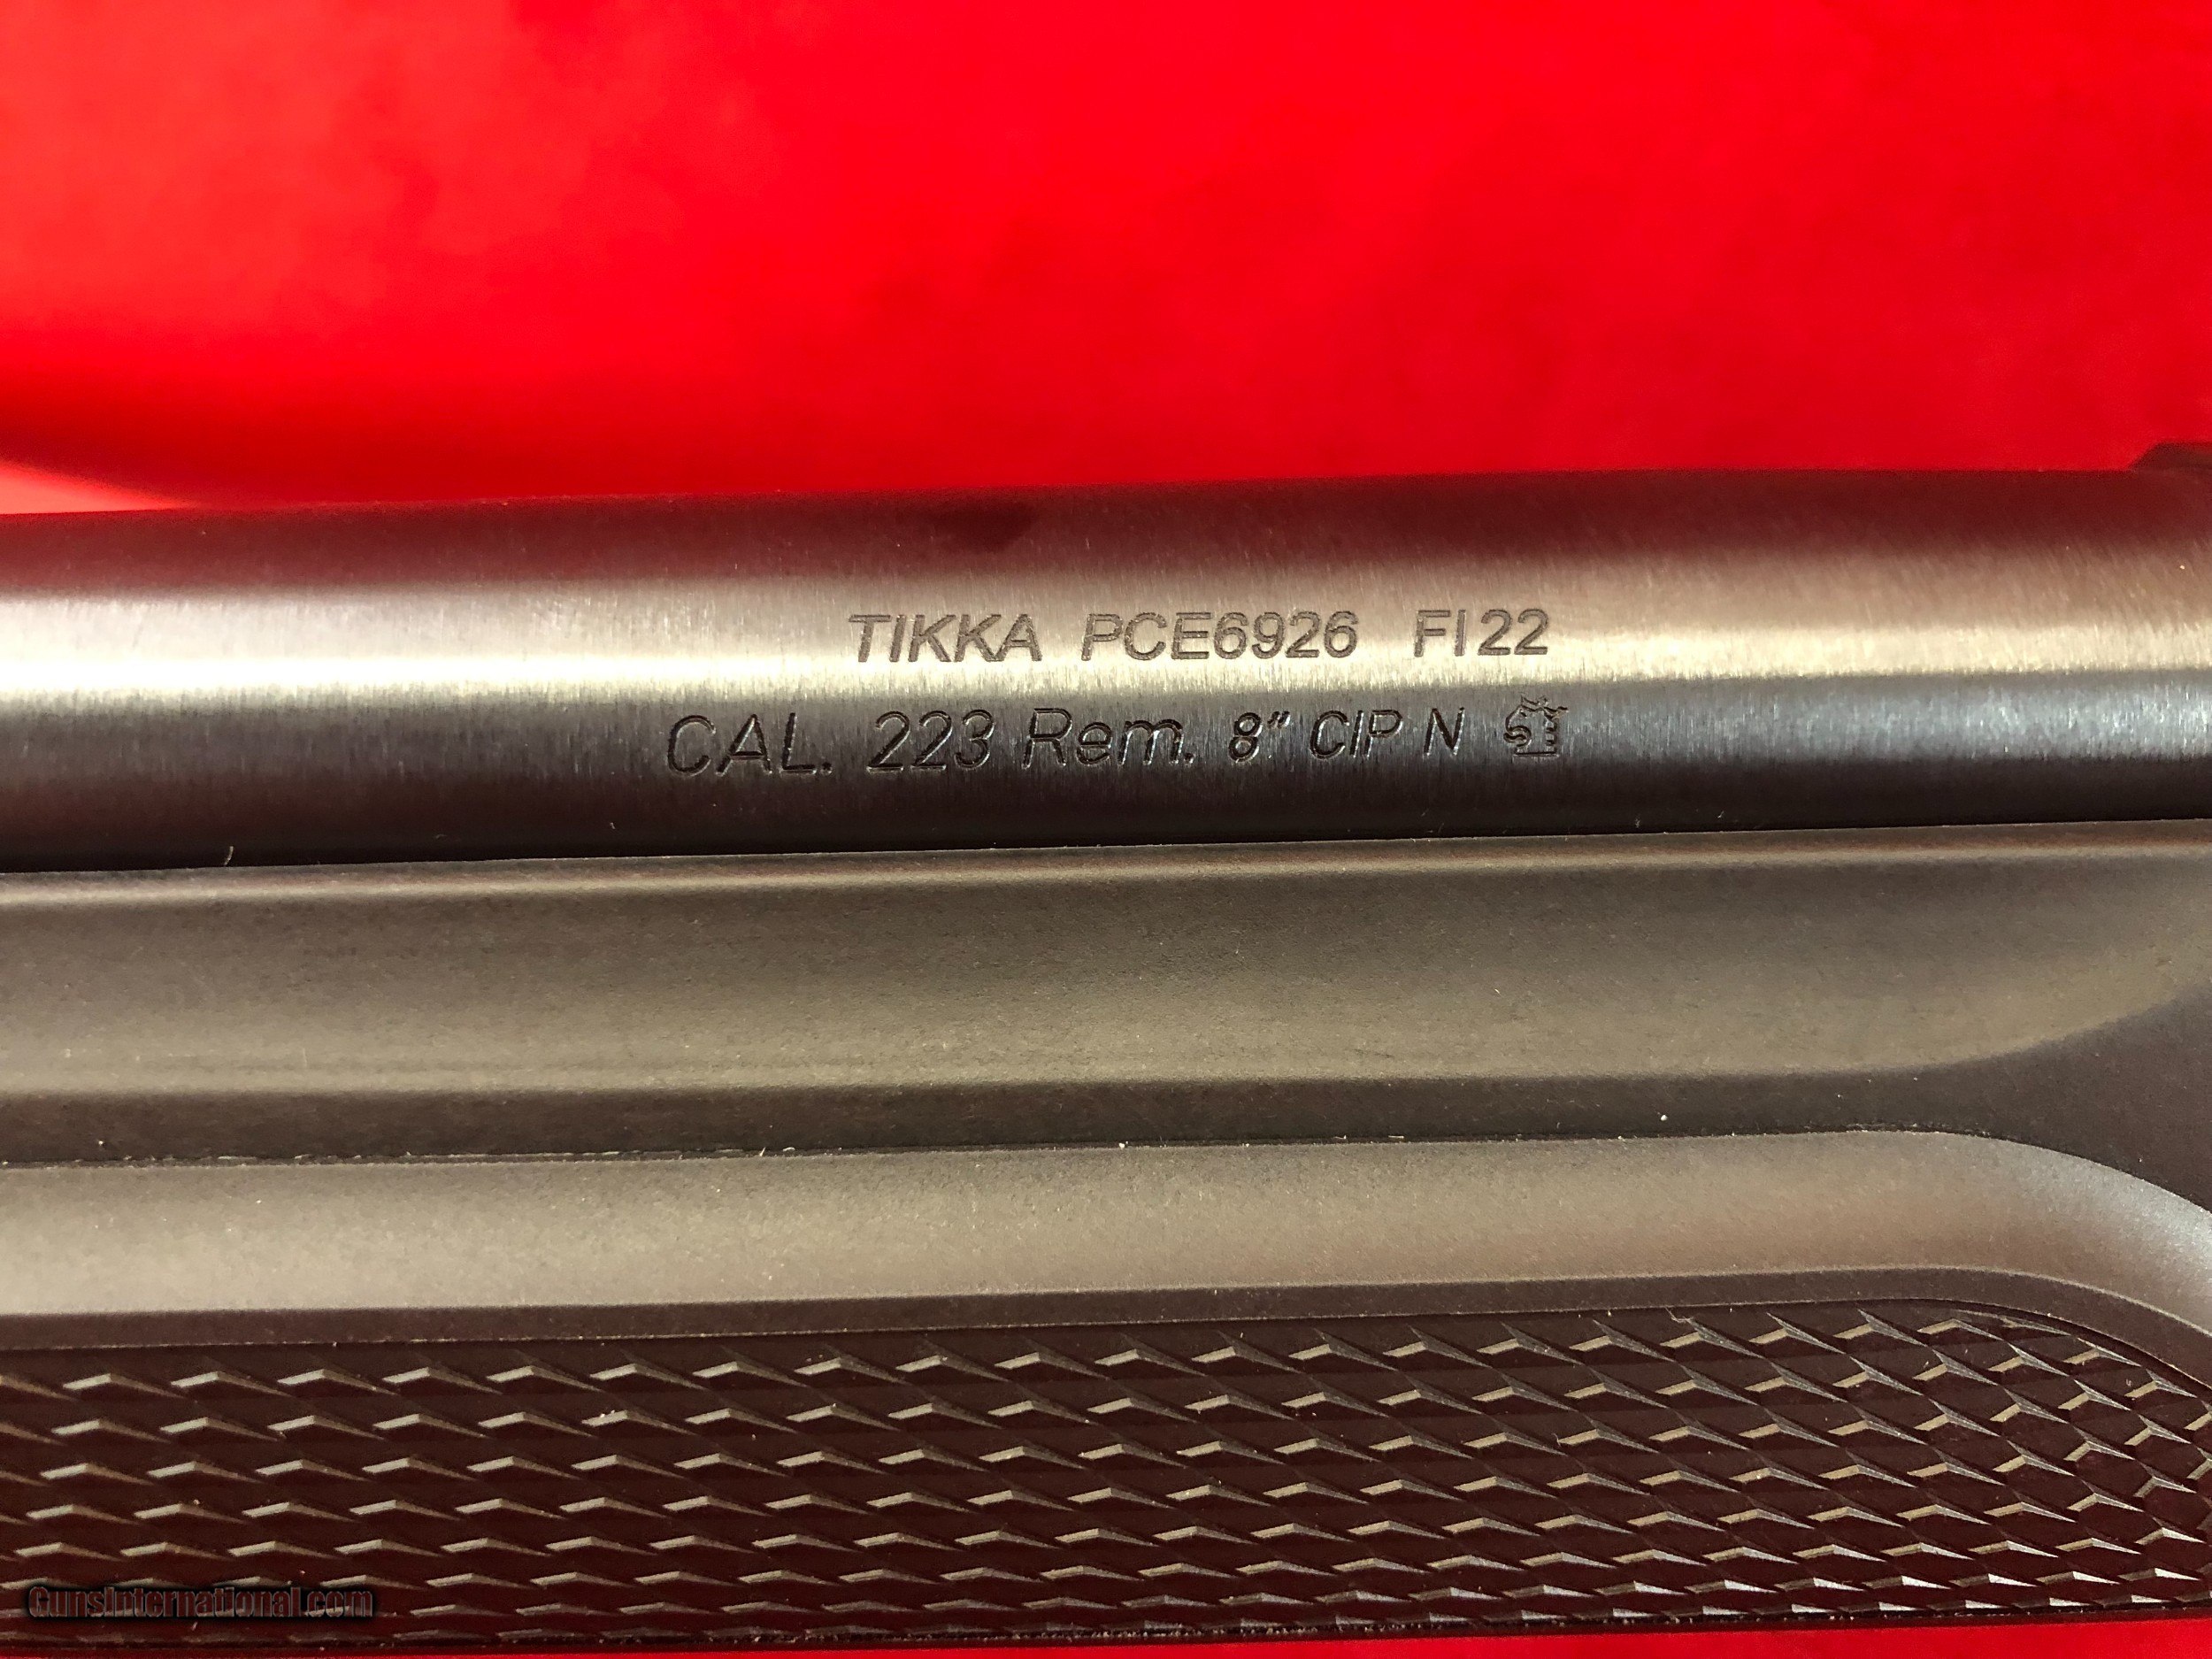 TIKKA PCE6926 FI22
CAL. 223 Rem. 8" CIP N
GunsInternational.com